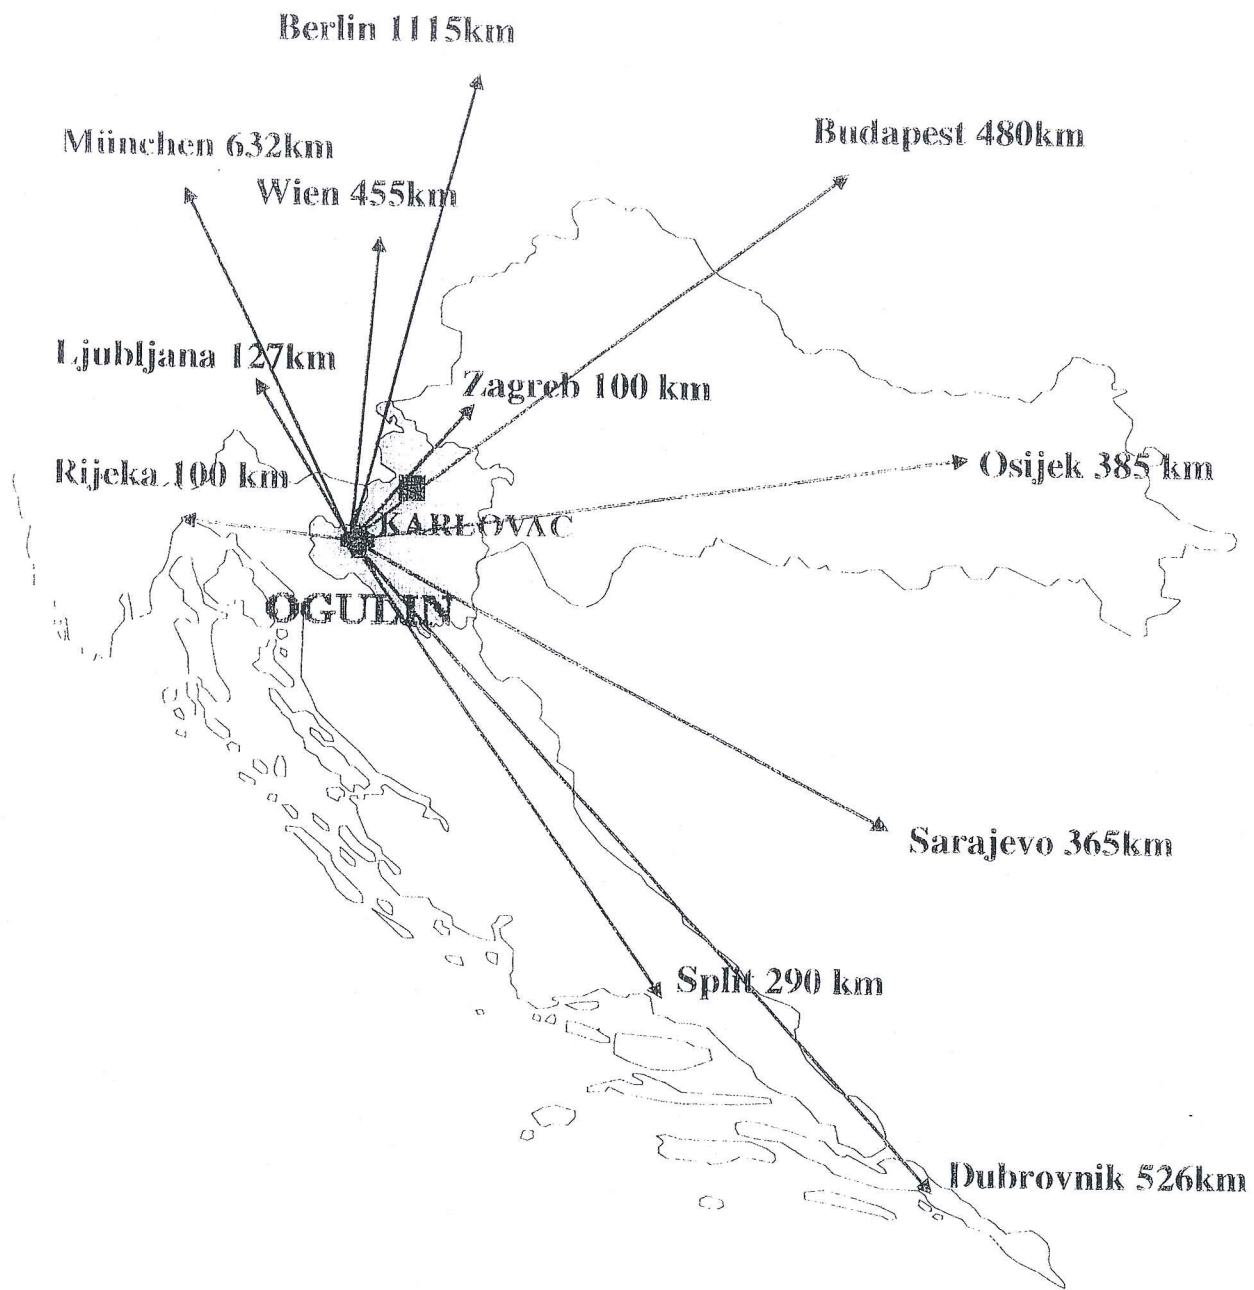 Berlin 1115km
Budapest 480km
München 632km
Wien 455km
Ljubljana 127km
Zagreb 100 km
Osijek 385 km
Rijeka 100 km
KARLOVAC
OGULIN
Sarajevo 365km
Split 290 km
Dubrovnik 526km